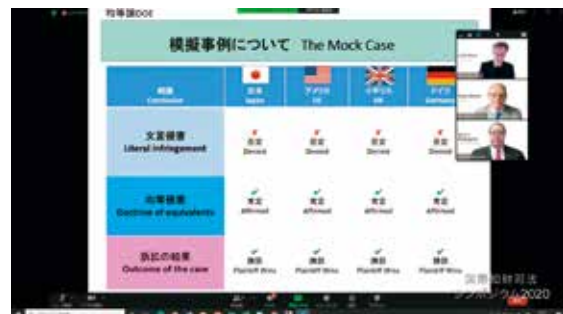 均等論DOE
模擬事例について The Mock Case
結論 日本 アメリカ イギリス ドイツ
Conclusion Japan US UK Germany
文言侵害 否定 否定 否定 否定
Literal infringement Denied Denied Denied Denied
均等侵害 肯定 肯定 肯定 肯定
Doctrine of equivalents Affirmed Affirmed Affirmed Affirmed
訴訟の結果 勝訴 勝訴 勝訴 勝訴
Outcome of the case Plaintiff Wins Plaintiff Wins Plaintiff Wins Plaintiff Wins
国際知財司法
シンポジウム2020